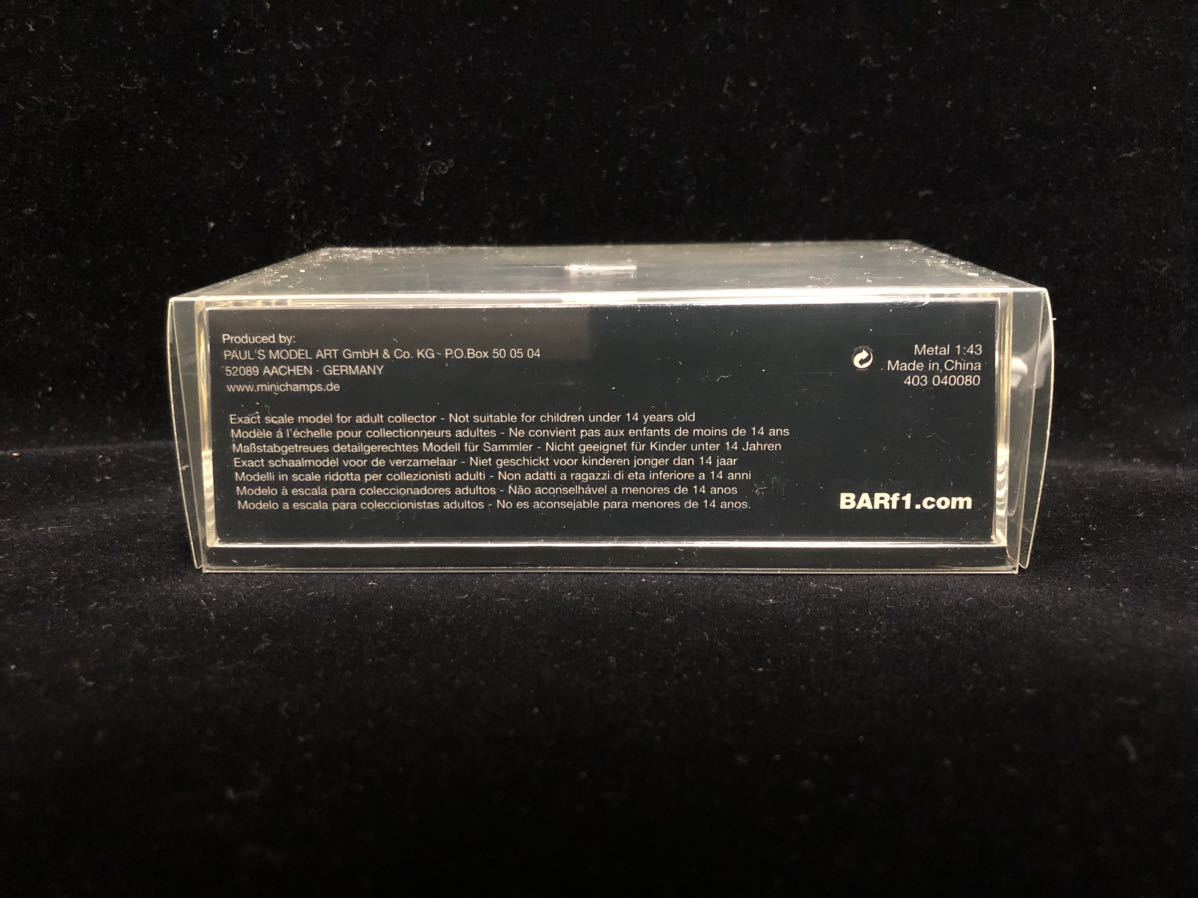 Produced by:
PAUL'S MODEL ART GmbH & Co. KG - P.O.Box 50 05 04
52089 AACHEN · GERMANY
www.minichamps.de
Metal 1:43
Made in China
403 040080
Exact scale model for adult collector - Not suitable for children under 14 years old
Modèle á l'échelle pour collectionneurs adultes - Ne convient pas aux enfants de moins de 14 ans
Maßstabgetreues detailgerechtes Modell für Sammler - Nicht geeignet für Kinder unter 14 Jahren
Exact schaalmodel voor de verzamelaar - Niet geschickt voor kinderen jonger dan 14 jaar
Modelli in scale ridotta per collezionisti adulti - Non adatti a ragazzi di eta inferiore a 14 anni
Modelo à escala para coleccionadores adultos - Não aconselhável a menores de 14 anos
Modelo a escala para coleccionistas adultos - No es aconsejable para menores de 14 anos.
BARf1.com